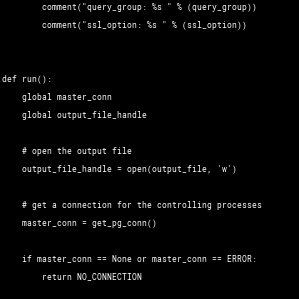 comment("query_group: %s " % (query_group))
comment("ssl_option: %s " % (ssl_option))
def run():
global master_conn
global output_file_handle
# open the output file
output_file_handle = open(output_file, 'w')
# get a connection for the controlling processes
master_conn = get_pg_conn()
if master_conn == None or master_conn == ERROR:
return NO_CONNECTION